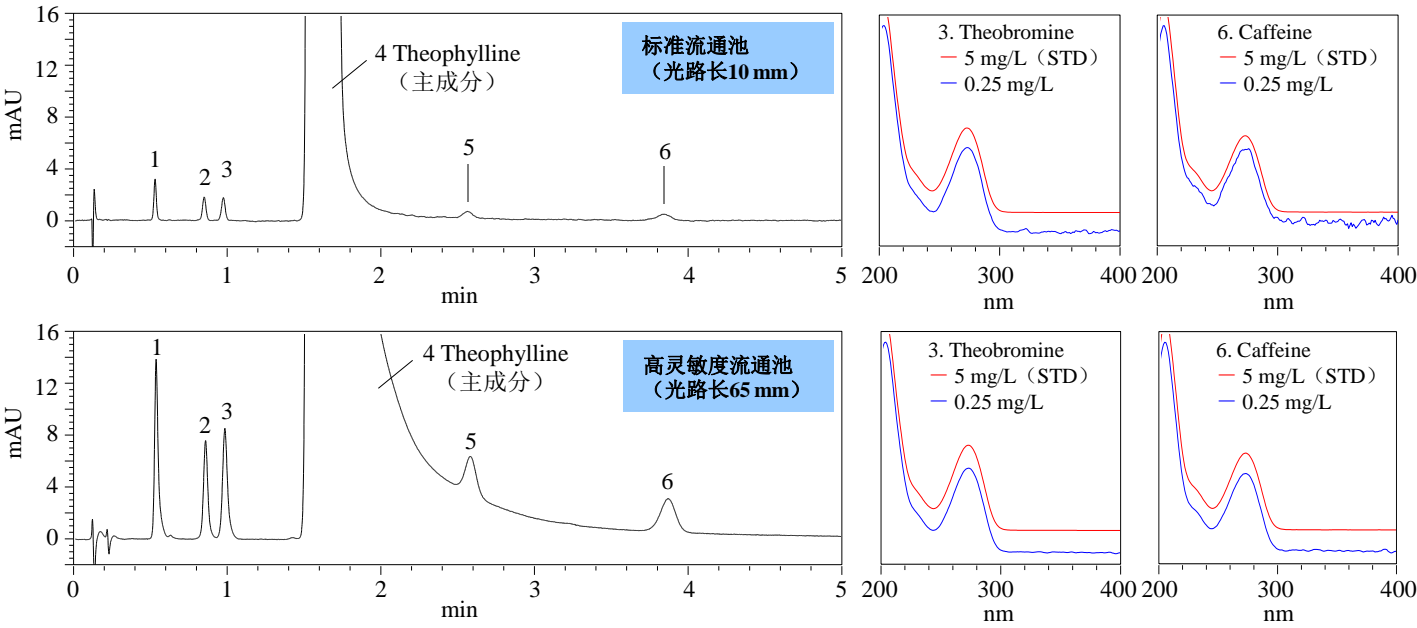 16
12
8
4
0
mAU
4 Theophylline
（主成分）
标准流通池
（光路长10 mm）
1
2
3
5
6
0
1
2
3
4
5
min
3. Theobromine
5 mg/L（STD）
0.25 mg/L
200
300
400
nm
6. Caffeine
5 mg/L（STD）
0.25 mg/L
200
300
400
nm
16
12
8
4
0
mAU
4 Theophylline
（主成分）
高灵敏度流通池
（光路长65 mm）
1
2
3
5
6
0
1
2
3
4
5
min
3. Theobromine
5 mg/L（STD）
0.25 mg/L
200
300
400
nm
6. Caffeine
5 mg/L（STD）
0.25 mg/L
200
300
400
nm